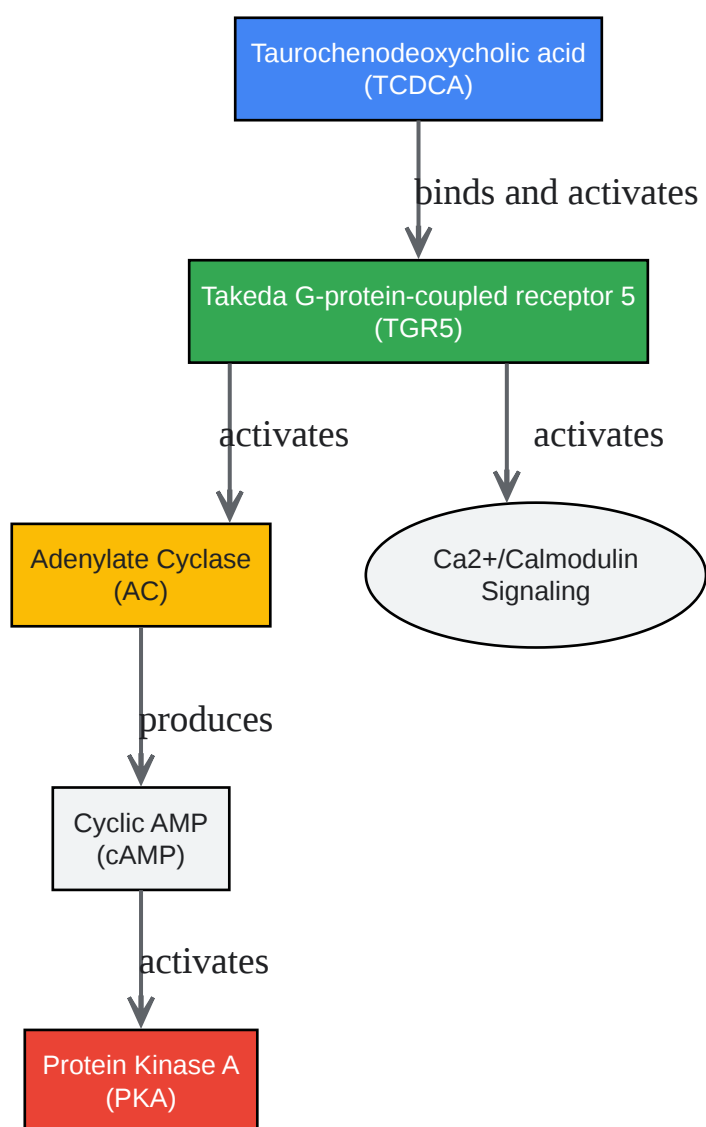 Taurochenodeoxycholic acid
(TCDCA)
binds and activates
Takeda G-protein-coupled receptor 5
(TGR5)
activates
activates
Adenylate Cyclase
(AC)
Ca2+/Calmodulin
Signaling
produces
Cyclic AMP
(cAMP)
activates
Protein Kinase A
(PKA)